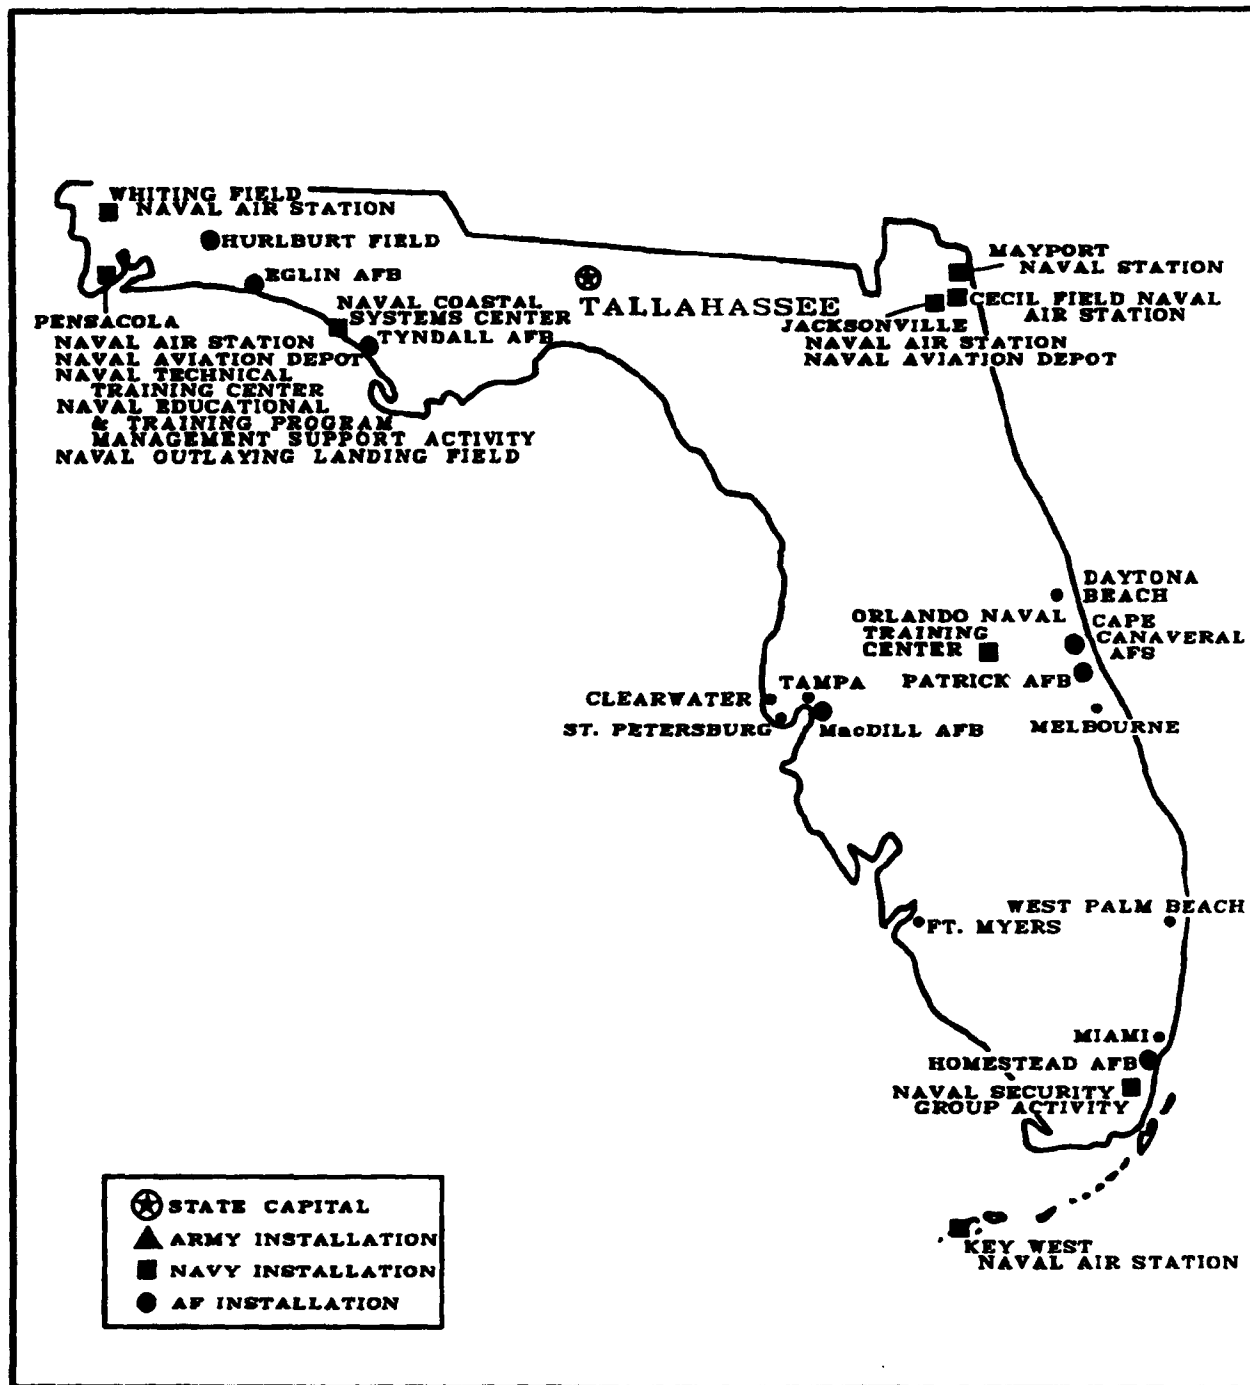 WHITING FIELD
NAVAL AIR STATION
HURLBURT FIELD
EGLIN AFB
NAVAL COASTAL
SYSTEMS CENTER
TYNDALL AFB
PENSACOLA
NAVAL AIR STATION
NAVAL AVIATION DEPOT
NAVAL TECHNICAL
TRAINING CENTER
NAVAL EDUCATIONAL
& TRAINING PROGRAM
MANAGEMENT SUPPORT ACTIVITY
NAVAL OUTLAYING LANDING FIELD
TALLAHASSEE
MAYPORT
NAVAL STATION
CECIL FIELD NAVAL
AIR STATION
JACKSONVILLE
NAVAL AIR STATION
NAVAL AVIATION DEPOT
DAYTONA
BEACH
ORLANDO NAVAL
TRAINING
CENTER
CAPE
CANAVERAL
AFS
PATRICK AFB
MELBOURNE
CLEARWATER
TAMPA
ST. PETERSBURG
MacDILL AFB
WEST PALM BEACH
FT. MYERS
MIAMI
HOMESTEAD AFB
NAVAL SECURITY
GROUP ACTIVITY
KEY WEST
NAVAL AIR STATION
STATE CAPITAL
ARMY INSTALLATION
NAVY INSTALLATION
AF INSTALLATION